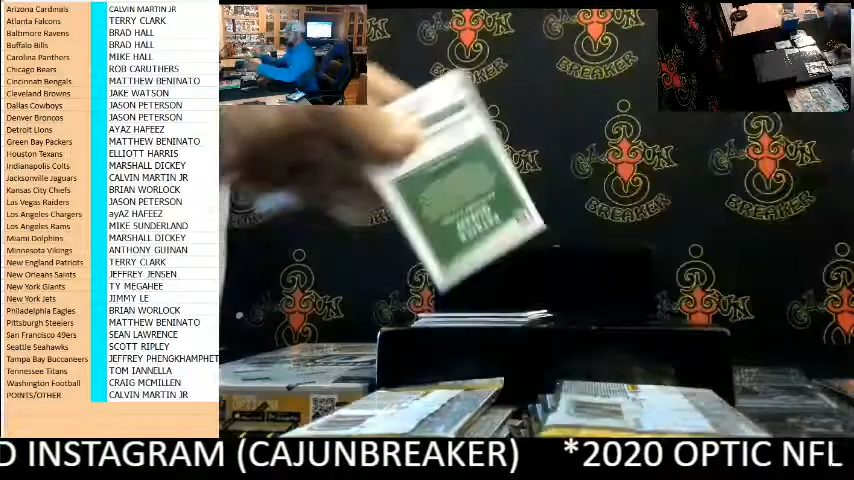 Arizona Cardinals CALVIN MARTIN JR
Atlanta Falcons TERRY CLARK
Baltimore Ravens BRAD HALL
Buffalo Bills BRAD HALL
Carolina Panthers MIKE HALL
Chicago Bears ROB CARUTHERS
Cincinnati Bengals MATTHEW BENINATO
Cleveland Browns JAKE WATSON
Dallas Cowboys JASON PETERSON
Denver Broncos JASON PETERSON
Detroit Lions AYAZ HAFEEZ
Green Bay Packers MATTHEW BENINATO
Houston Texans ELLIOTT HARRIS
Indianapolis Colts MARSHALL DICKEY
Jacksonville Jaguars CALVIN MARTIN JR
Kansas City Chiefs BRIAN WORLOCK
Las Vegas Raiders JASON PETERSON
Los Angeles Chargers ayAZ HAFEEZ
Los Angeles Rams MIKE SUNDERLAND
Miami Dolphins MARSHALL DICKEY
Minnesota Vikings ANTHONY GUINAN
New England Patriots TERRY CLARK
New Orleans Saints JEFFREY JENSEN
New York Giants TY MEGAHEE
New York Jets JIMMY LE
Philadelphia Eagles BRIAN WORLOCK
Pittsburgh Steelers MATTHEW BENINATO
San Francisco 49ers SEAN LAWRENCE
Seattle Seahawks SCOTT RIPLEY
Tampa Bay Buccaneers JEFFREY PHENGKHAMPHET
Tennessee Titans TOM IANNELLA
Washington Football CRAIG MCMILLEN
POINTS/OTHER CALVIN MARTIN JR
CAJUN
BREAKER
D INSTAGRAM (CAJUNBREAKER) *2020 OPTIC NFL